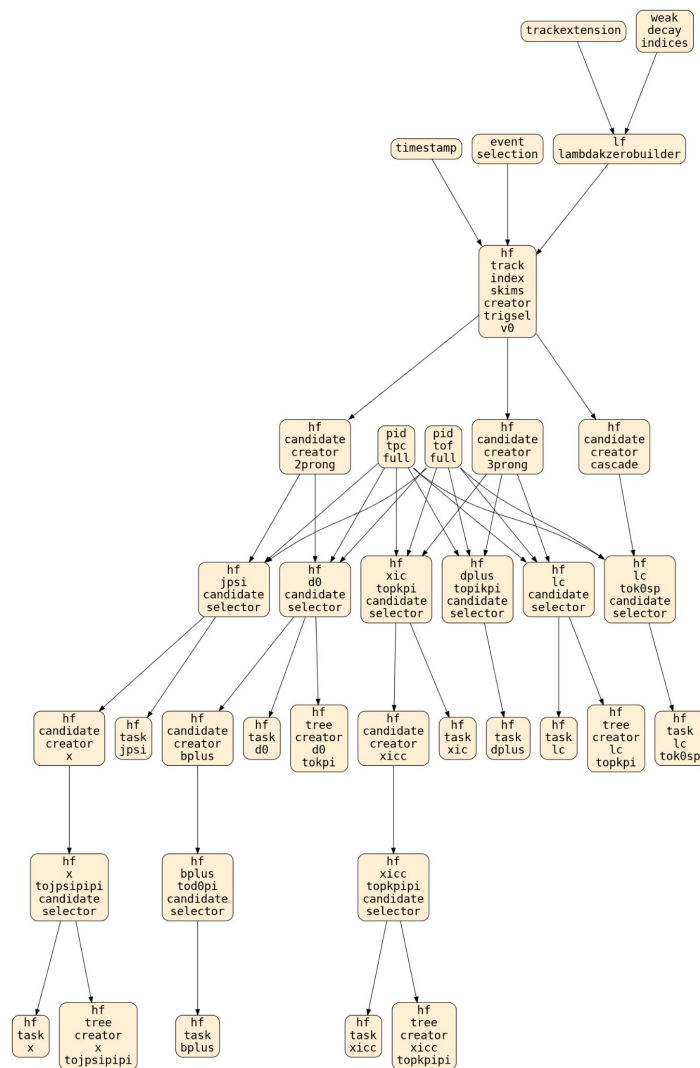 trackextension
weak
decay
indices
timestamp
event
selection
lf
lambdakzerobuilder
hf
track
index
skims
creator
trigsel
v0
hf
candidate
creator
2prong
pid
tpc
full
pid
tof
full
hf
candidate
creator
3prong
hf
candidate
creator
cascade
hf
jpsi
candidate
selector
hf
d0
candidate
selector
hf
xic
topkpi
candidate
selector
hf
dplus
topikpi
candidate
selector
hf
lc
candidate
selector
hf
lc
tok0sp
candidate
selector
hf
candidate
creator
x
hf
task
jpsi
hf
candidate
creator
bplus
hf
task
d0
hf
tree
creator
d0
tokpi
hf
candidate
creator
xicc
hf
task
xic
hf
task
dplus
hf
task
lc
hf
tree
creator
lc
topkpi
hf
task
lc
tok0sp
hf
x
tojpsipipi
candidate
selector
hf
bplus
tod0pi
candidate
selector
hf
xicc
topkpipi
candidate
selector
hf
task
x
hf
tree
creator
x
tojpsipipi
hf
task
bplus
hf
task
xicc
hf
tree
creator
xicc
topkpipi